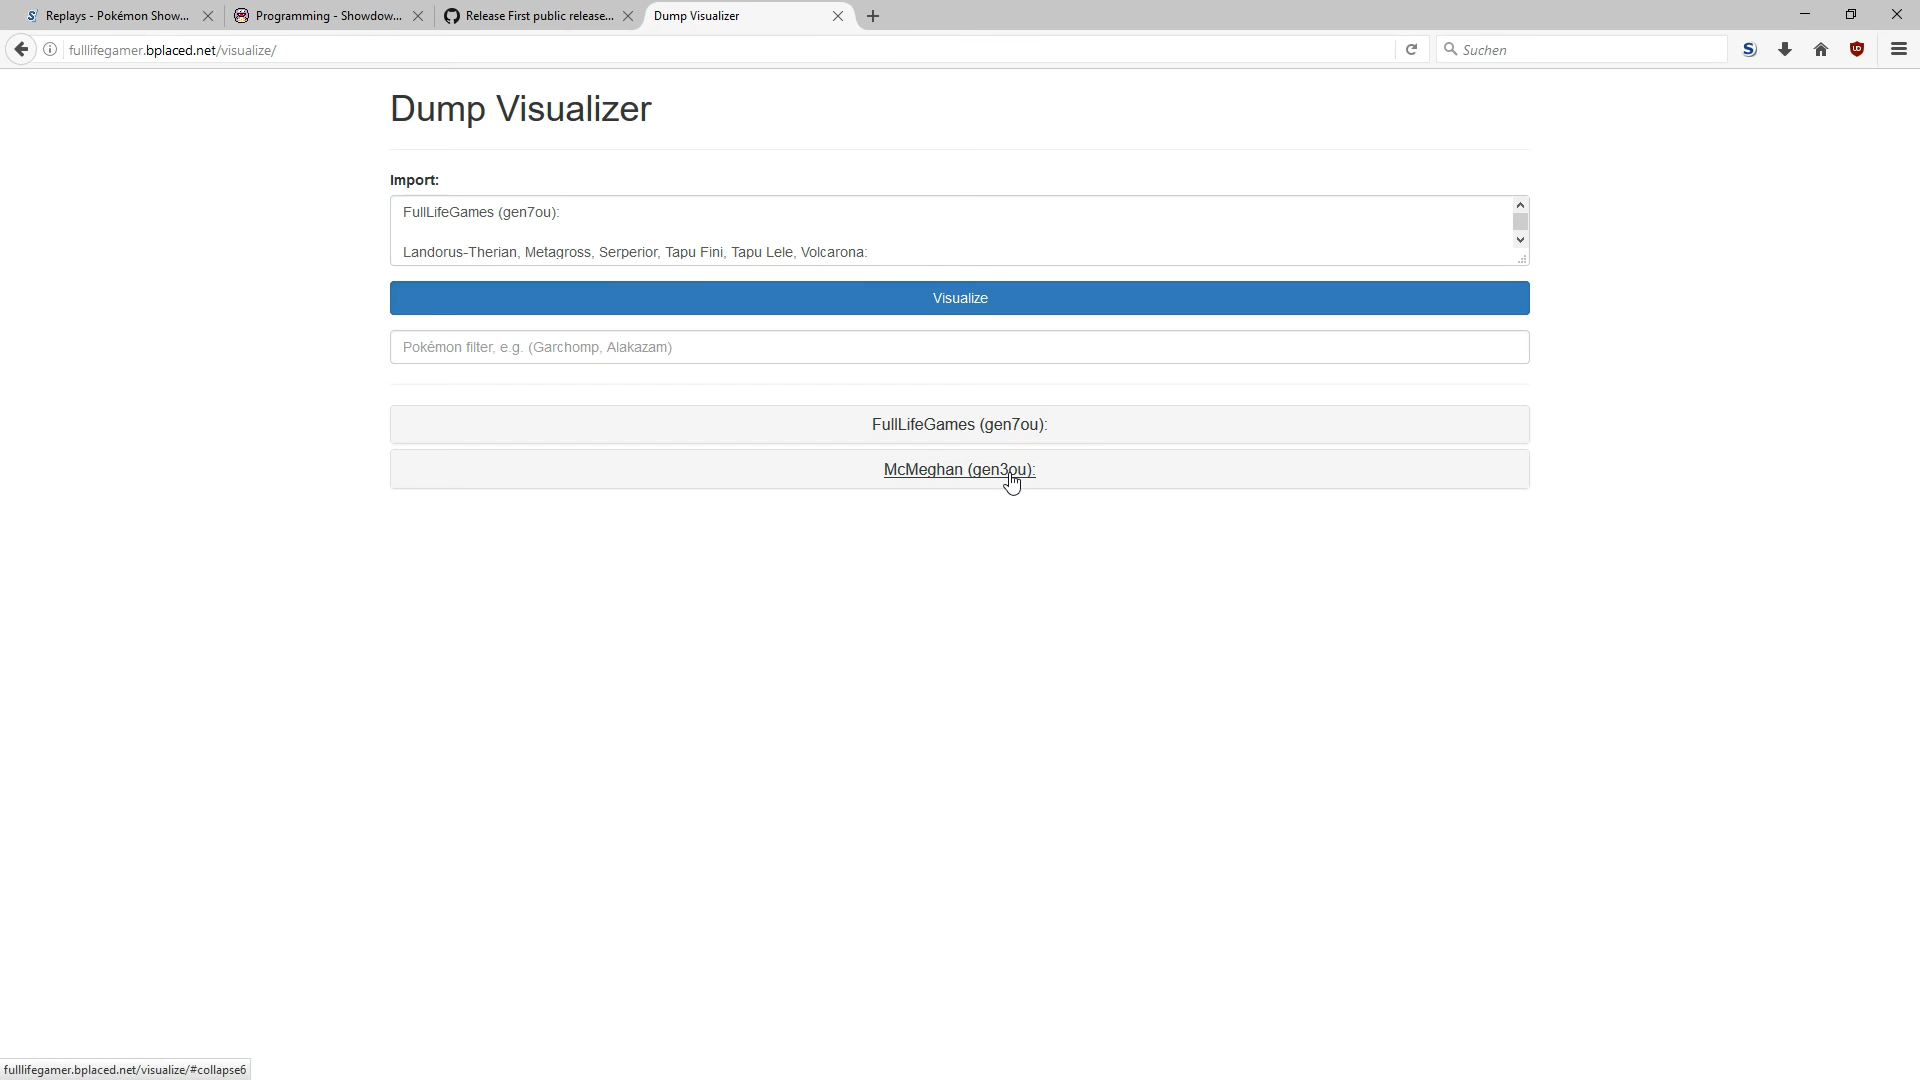 Replays - Pokémon Show...
Programming - Showdow...
Release First public release...
Dump Visualizer
fulllifegamer.bplaced.net/visualize/
Suchen
Dump Visualizer
Import:
FullLifeGames (gen7ou):
Landorus-Therian, Metagross, Serperior, Tapu Fini, Tapu Lele, Volcarona:
Visualize
Pokémon filter, e.g. (Garchomp, Alakazam)
FullLifeGames (gen7ou):
McMeghan (gen3ou):
fulllifegamer.bplaced.net/visualize/#collapse6